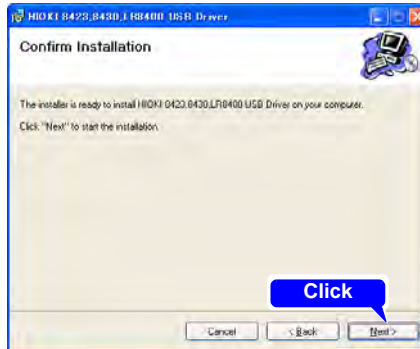 HIOKI 8423,8430,LR8400 USB Driver
Confirm Installation
The installer is ready to install HIOKI 8423,8430,LR8400 USB Driver on your computer.
Click "Next" to start the installation.
Click
Cancel
< Back
Next >